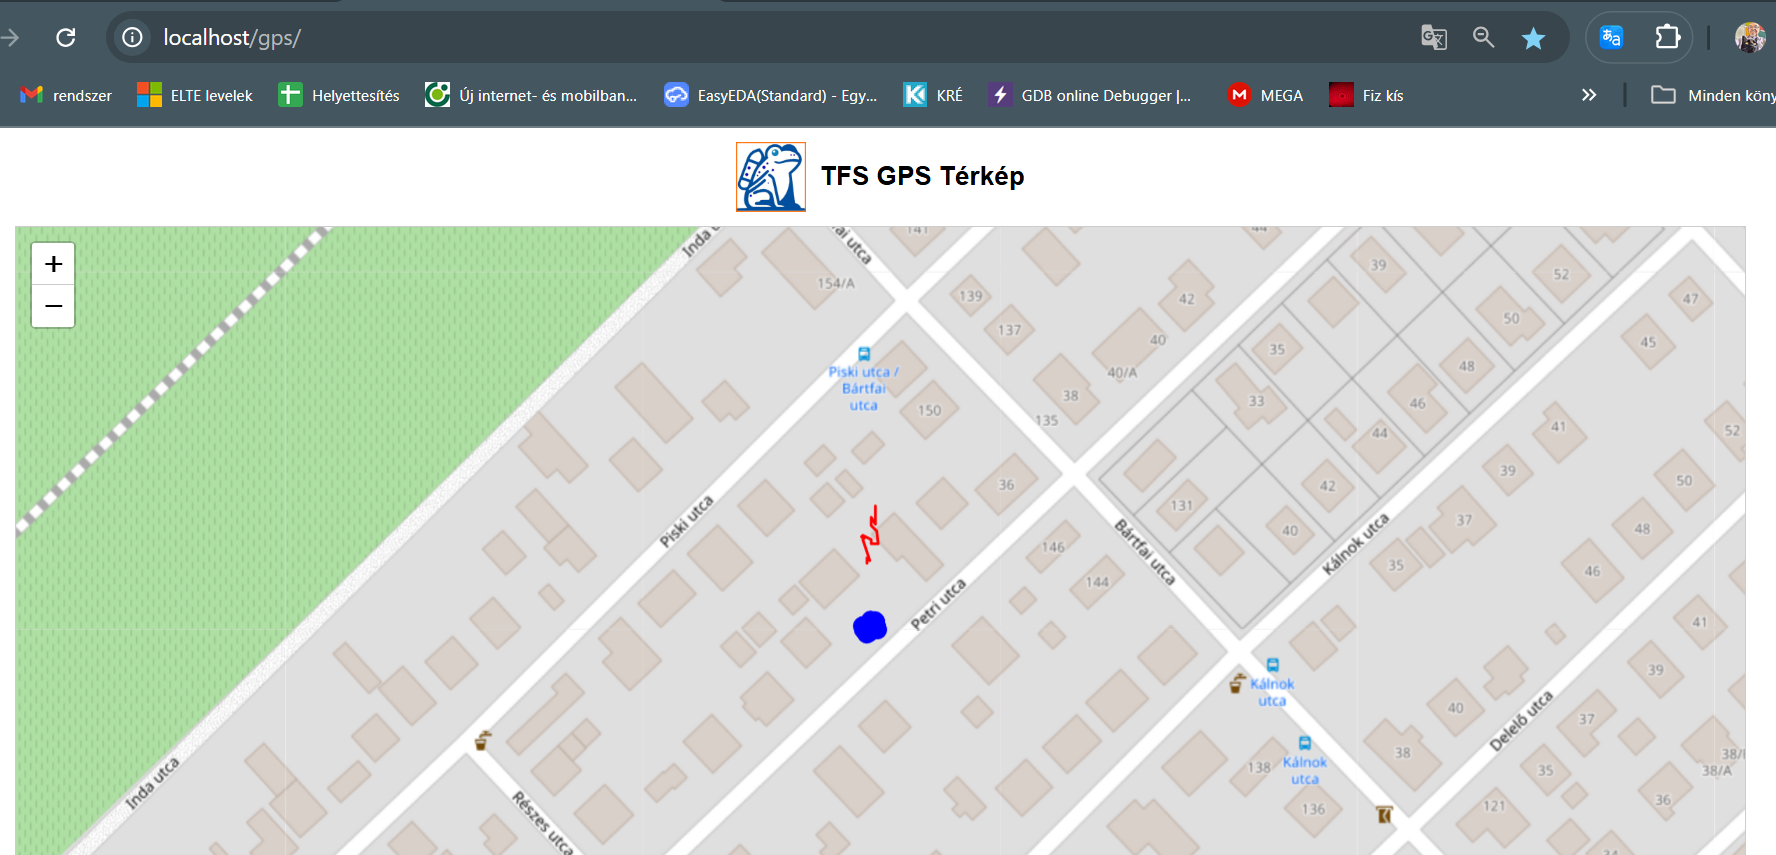 localhost/gps/
rendszer
ELTE levelek
Helyettesítés
Új internet- és mobilban...
EasyEDA(Standard) - Egy...
KRÉ
GDB online Debugger |...
MEGA
Fiz kís
»
Minden köny
TFS GPS Térkép
+
−
Inda u
ai utca
141
44
154/A
139
137
42
40
40/A
38
135
39
52
50
47
45
35
48
33
46
44
41
52
Piski utca /
Bártfai
utca
150
36
Piski utca
131
42
40
39
37
50
48
Bártfai utca
Kálnok utca
146
144
35
46
Petri utca
41
39
Kálnok
utca
40
37
Delelő utca
38
Kálnok
utca
138
136
35
38/A
36
121
34
Inda utca
Részes utca